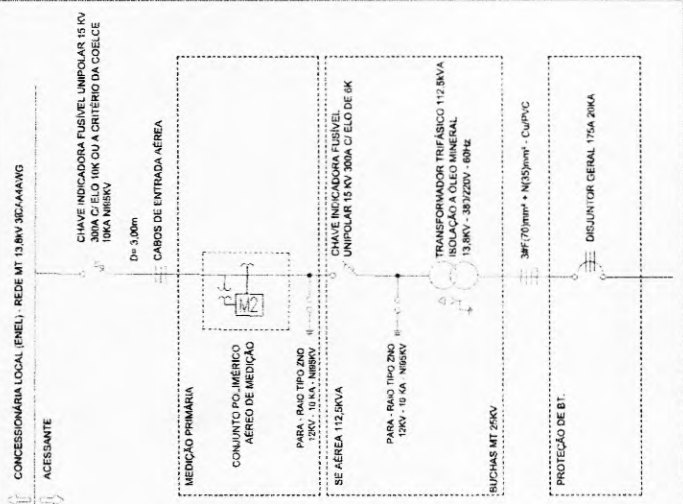 CONCESSIONÁRIA LOCAL (ENEL) - REDE MT 13,8kV 3#CAA4AWG
ACESSANTE
CHAVE INDICADORA FUSÍVEL UNIPOLAR 15 KV
300A C/ ELO 10K OU A CRITÉRIO DA COELCE
10KA NI95KV
D= 3,00m
CABOS DE ENTRADA AÉREA
MEDIÇÃO PRIMÁRIA
CONJUNTO POLIMÉRICO
AÉREO DE MEDIÇÃO
M2
PARA - RAIO TIPO ZNO
12KV - 10 KA - NI95KV
SE AÉREA 112,5KVA
CHAVE INDICADORA FUSÍVEL
UNIPOLAR 15 KV 300A C/ ELO DE 6K
PARA - RAIO TIPO ZNO
12KV - 10 KA - NI95KV
TRANSFORMADOR TRIFÁSICO 112,5kVA
ISOLAÇÃO A ÓLEO MINERAL
13,8KV - 380/220V - 60Hz
BUCHAS MT 25KV
3#F(70)mm² + N(35)mm² - Cu/PVC
PROTEÇÃO DE BT.
DISJUNTOR GERAL 175A 20KA